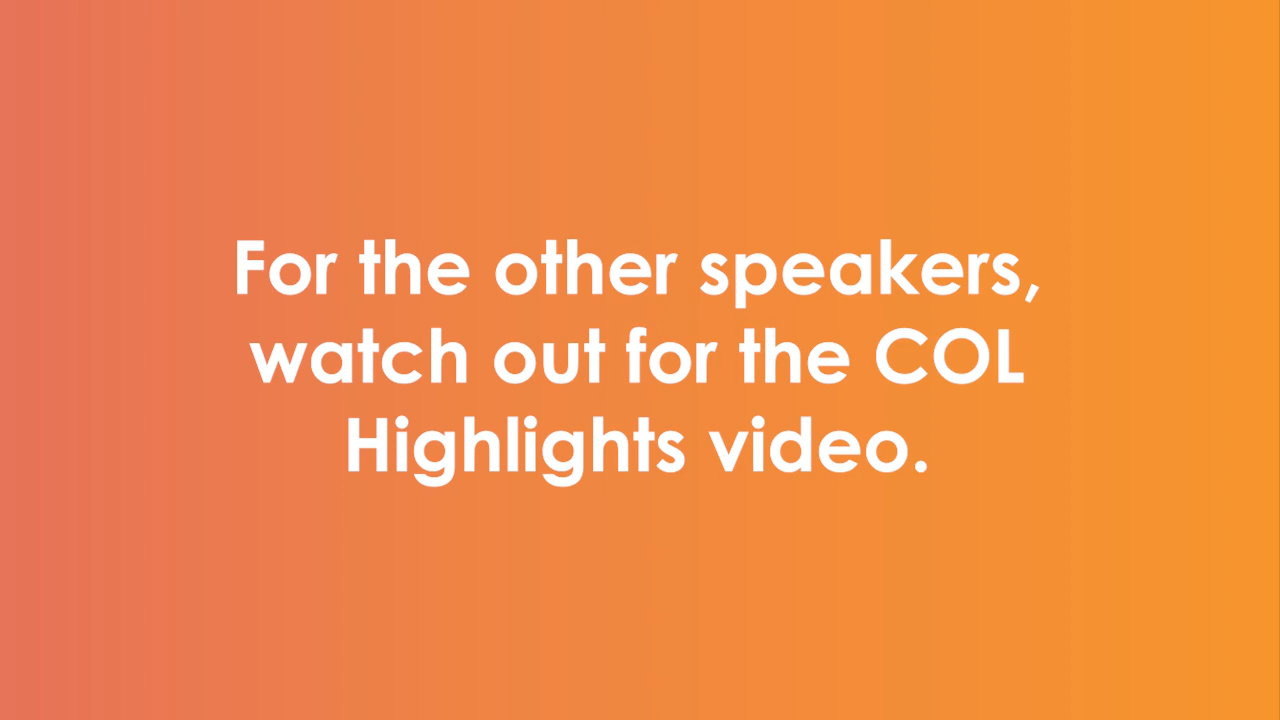 For the other speakers,
watch out for the COL
Highlights video.